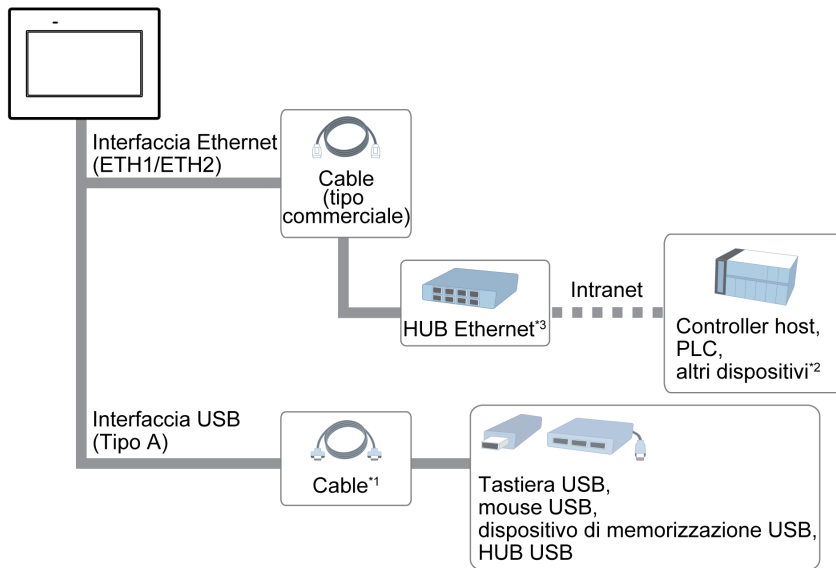 Interfaccia Ethernet
(ETH1/ETH2)
Cable
(tipo
commerciale)
HUB Ethernet*3
Intranet
Controller host,
PLC,
altri dispositivi*2
Interfaccia USB
(Tipo A)
Cable*1
Tastiera USB,
mouse USB,
dispositivo di memorizzazione USB,
HUB USB